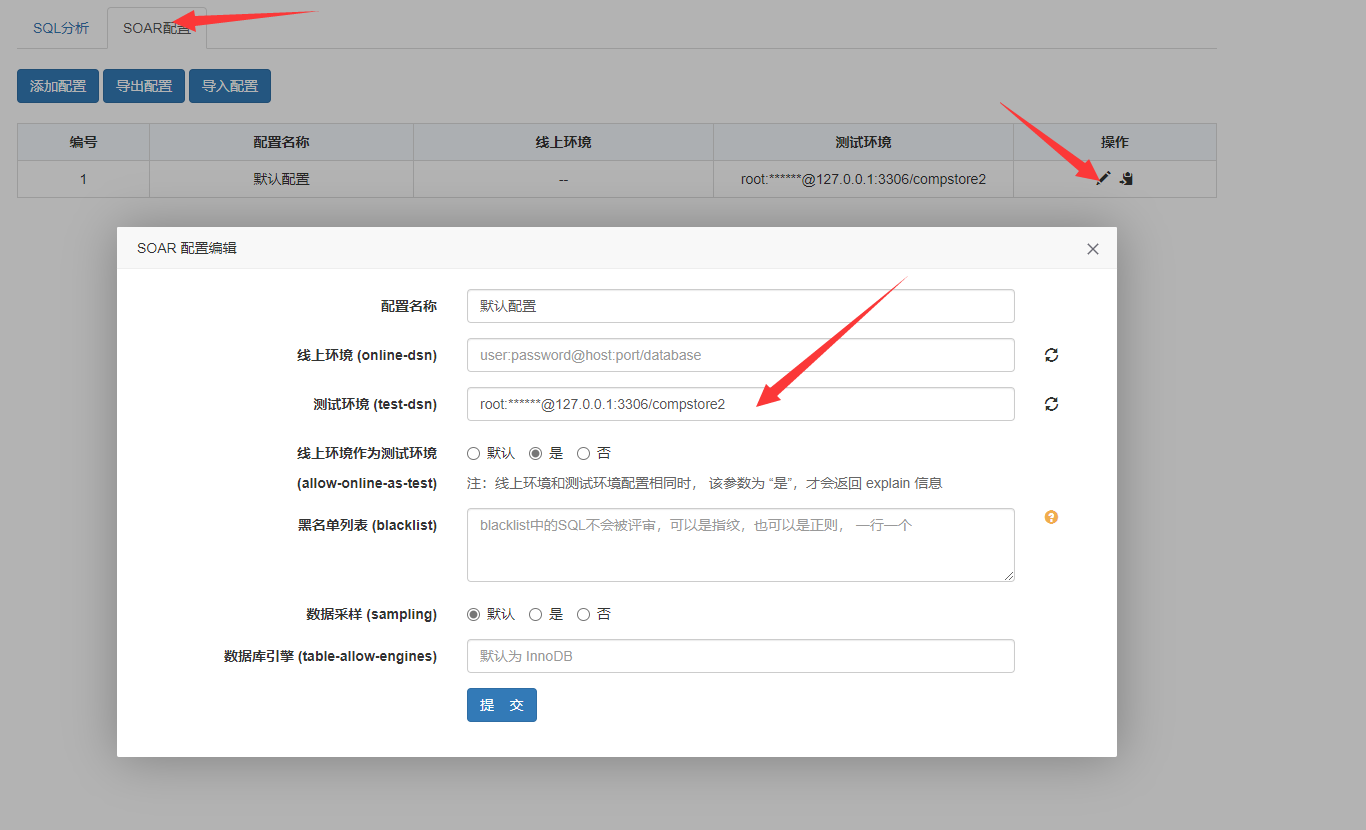 SQL分析 SOAR配置
添加配置 导出配置 导入配置
编号 配置名称 线上环境 测试环境 操作
1 默认配置 -- root:******@127.0.0.1:3306/compstore2
SOAR 配置编辑
配置名称 默认配置
线上环境 (online-dsn) user:password@host:port/database
测试环境 (test-dsn) root:******@127.0.0.1:3306/compstore2
线上环境作为测试环境 默认 是 否
(allow-online-as-test) 注：线上环境和测试环境配置相同时， 该参数为 “是”，才会返回 explain 信息
黑名单列表 (blacklist) blacklist中的SQL不会被评审，可以是指纹，也可以是正则， 一行一个
数据采样 (sampling) 默认 是 否
数据库引擎 (table-allow-engines) 默认为 InnoDB
提 交